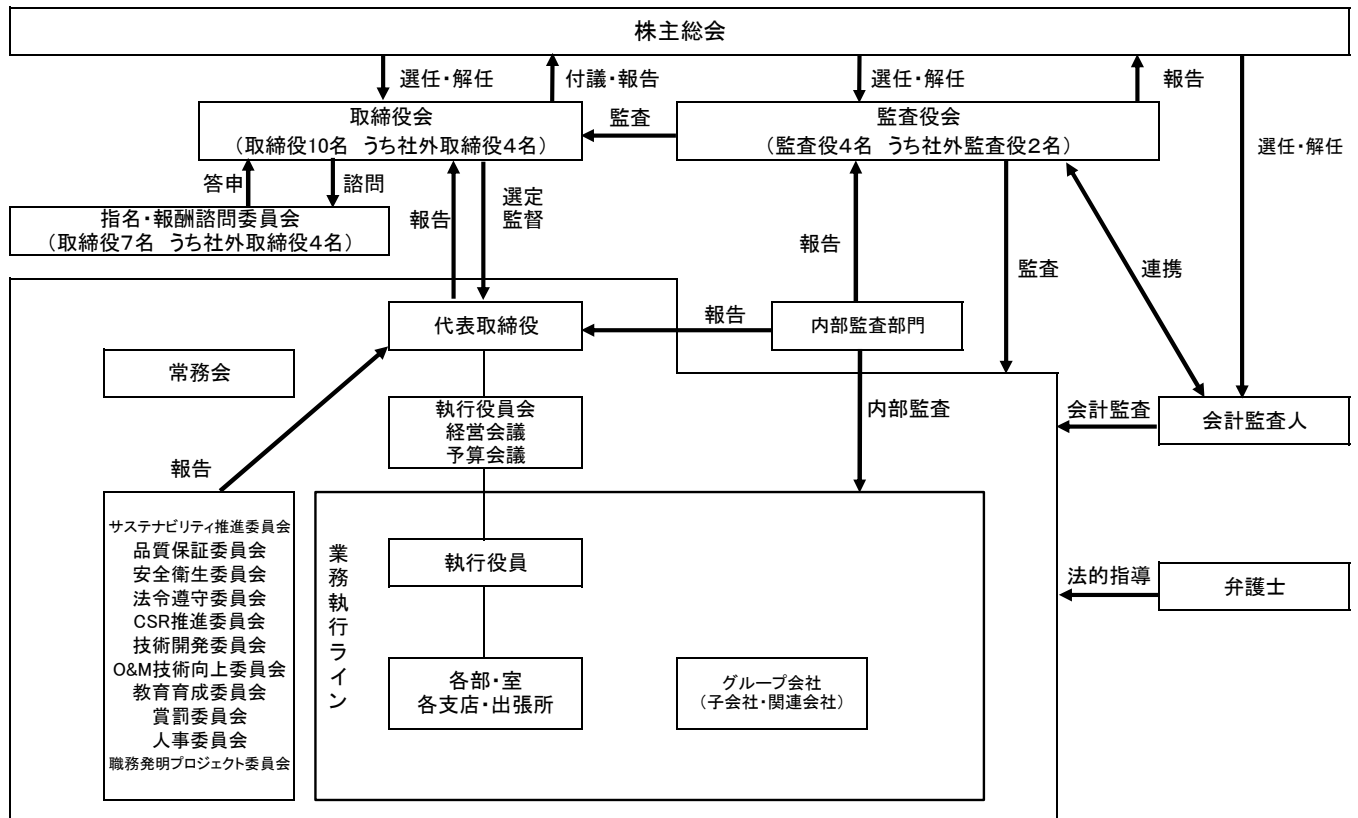 株主総会
選任・解任
付議・報告
選任・解任
報告
取締役会
（取締役10名　うち社外取締役4名）
監査
監査役会
（監査役4名　うち社外監査役2名）
選任・解任
答申
諮問
報告
選定
監督
指名・報酬諮問委員会
（取締役7名　うち社外取締役4名）
報告
監査
連携
代表取締役
報告
内部監査部門
常務会
執行役員会
経営会議
予算会議
内部監査
会計監査
会計監査人
報告
サステナビリティ推進委員会
品質保証委員会
安全衛生委員会
法令遵守委員会
CSR推進委員会
技術開発委員会
O&M技術向上委員会
教育育成委員会
賞罰委員会
人事委員会
職務発明プロジェクト委員会
業務執行ライン
執行役員
法的指導
弁護士
各部・室
各支店・出張所
グループ会社
（子会社・関連会社）